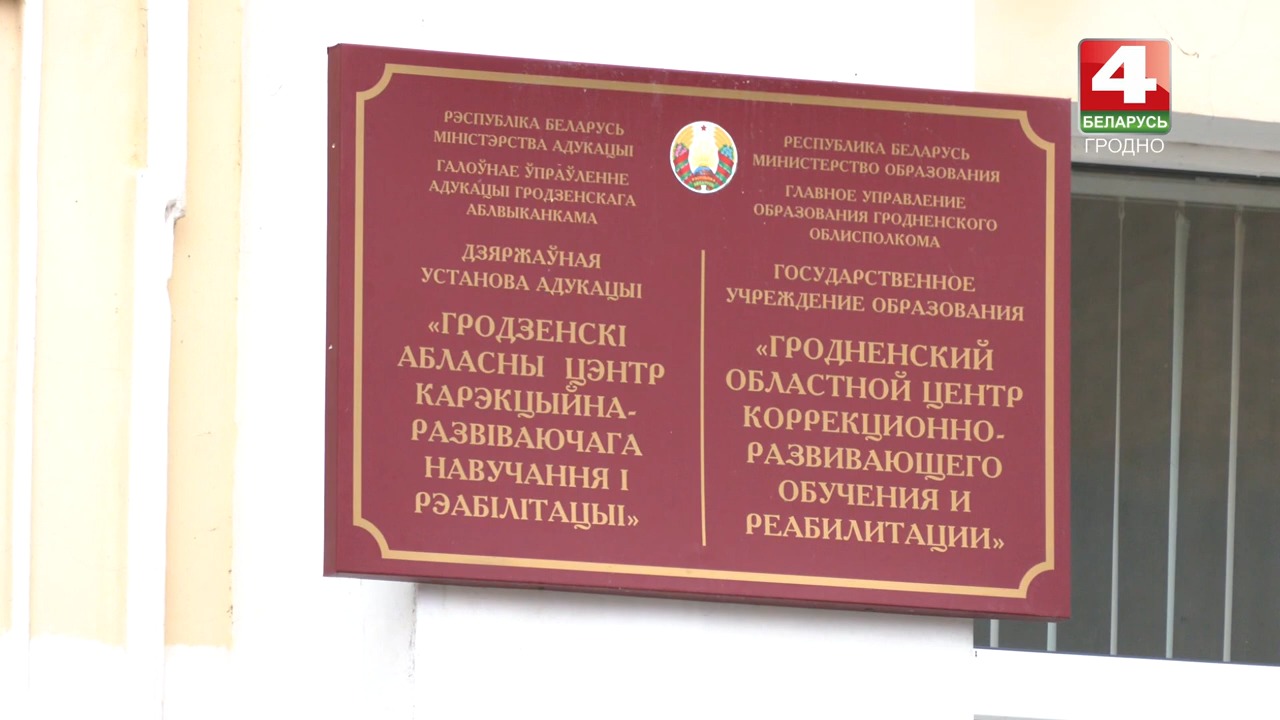 РЭСПУБЛІКА БЕЛАРУСЬ
МІНІСТЭРСТВА АДУКАЦЫІ
ГАЛОЎНАЕ ЎПРАЎЛЕННЕ
АДУКАЦЫІ ГРОДЗЕНСКАГА
АБЛВЫКАНКАМА
ДЗЯРЖАЎНАЯ
УСТАНОВА АДУКАЦЫІ
«ГРОДЗЕНСКІ
АБЛАСНЫ ЦЭНТР
КАРЭКЦЫЙНА-
РАЗВІВАЮЧАГА
НАВУЧАННЯ І
РЭАБІЛІТАЦЫІ»
РЕСПУБЛИКА БЕЛАРУСЬ
МИНИСТЕРСТВО ОБРАЗОВАНИЯ
ГЛАВНОЕ УПРАВЛЕНИЕ
ОБРАЗОВАНИЯ ГРОДНЕНСКОГО
ОБЛИСПОЛКОМА
ГОСУДАРСТВЕННОЕ
УЧРЕЖДЕНИЕ ОБРАЗОВАНИЯ
«ГРОДНЕНСКИЙ
ОБЛАСТНОЙ ЦЕНТР
КОРРЕКЦИОННО-
РАЗВИВАЮЩЕГО
ОБУЧЕНИЯ И
РЕАБИЛИТАЦИИ»
4
БЕЛАРУСЬ
ГРОДНО